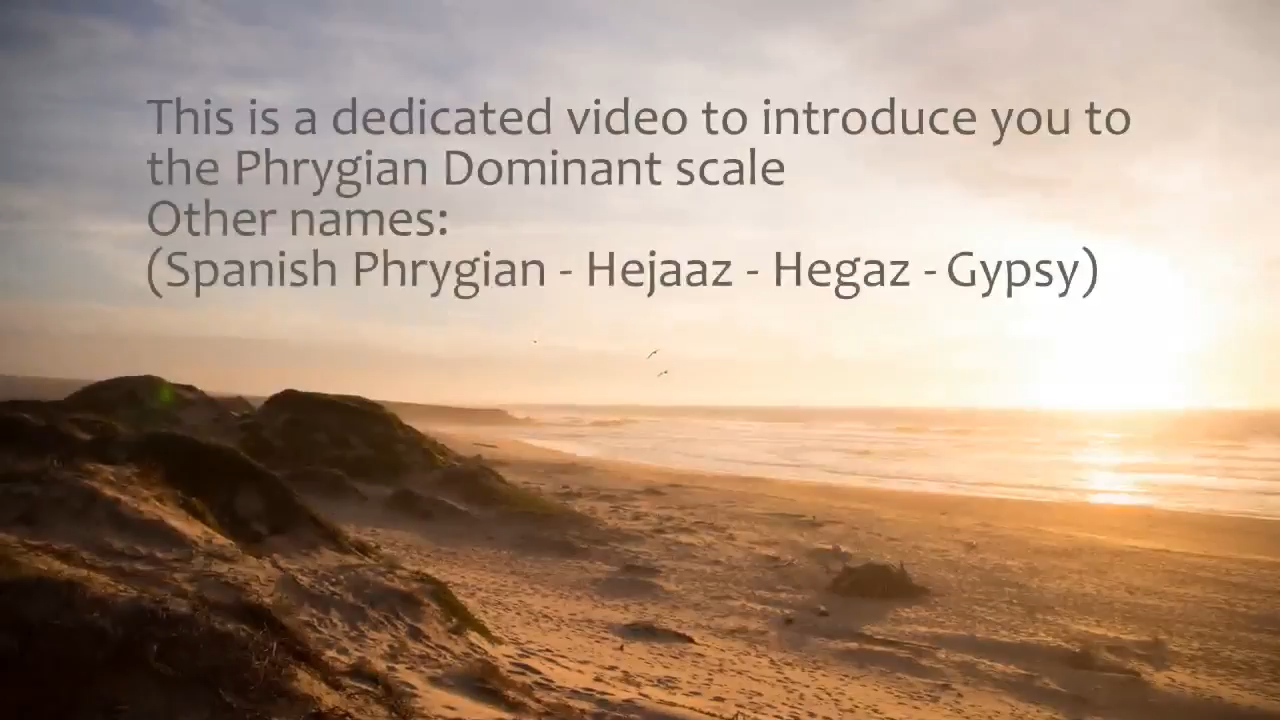 This is a dedicated video to introduce you to
the Phrygian Dominant scale
Other names:
(Spanish Phrygian - Hejaaz - Hegaz - Gypsy)